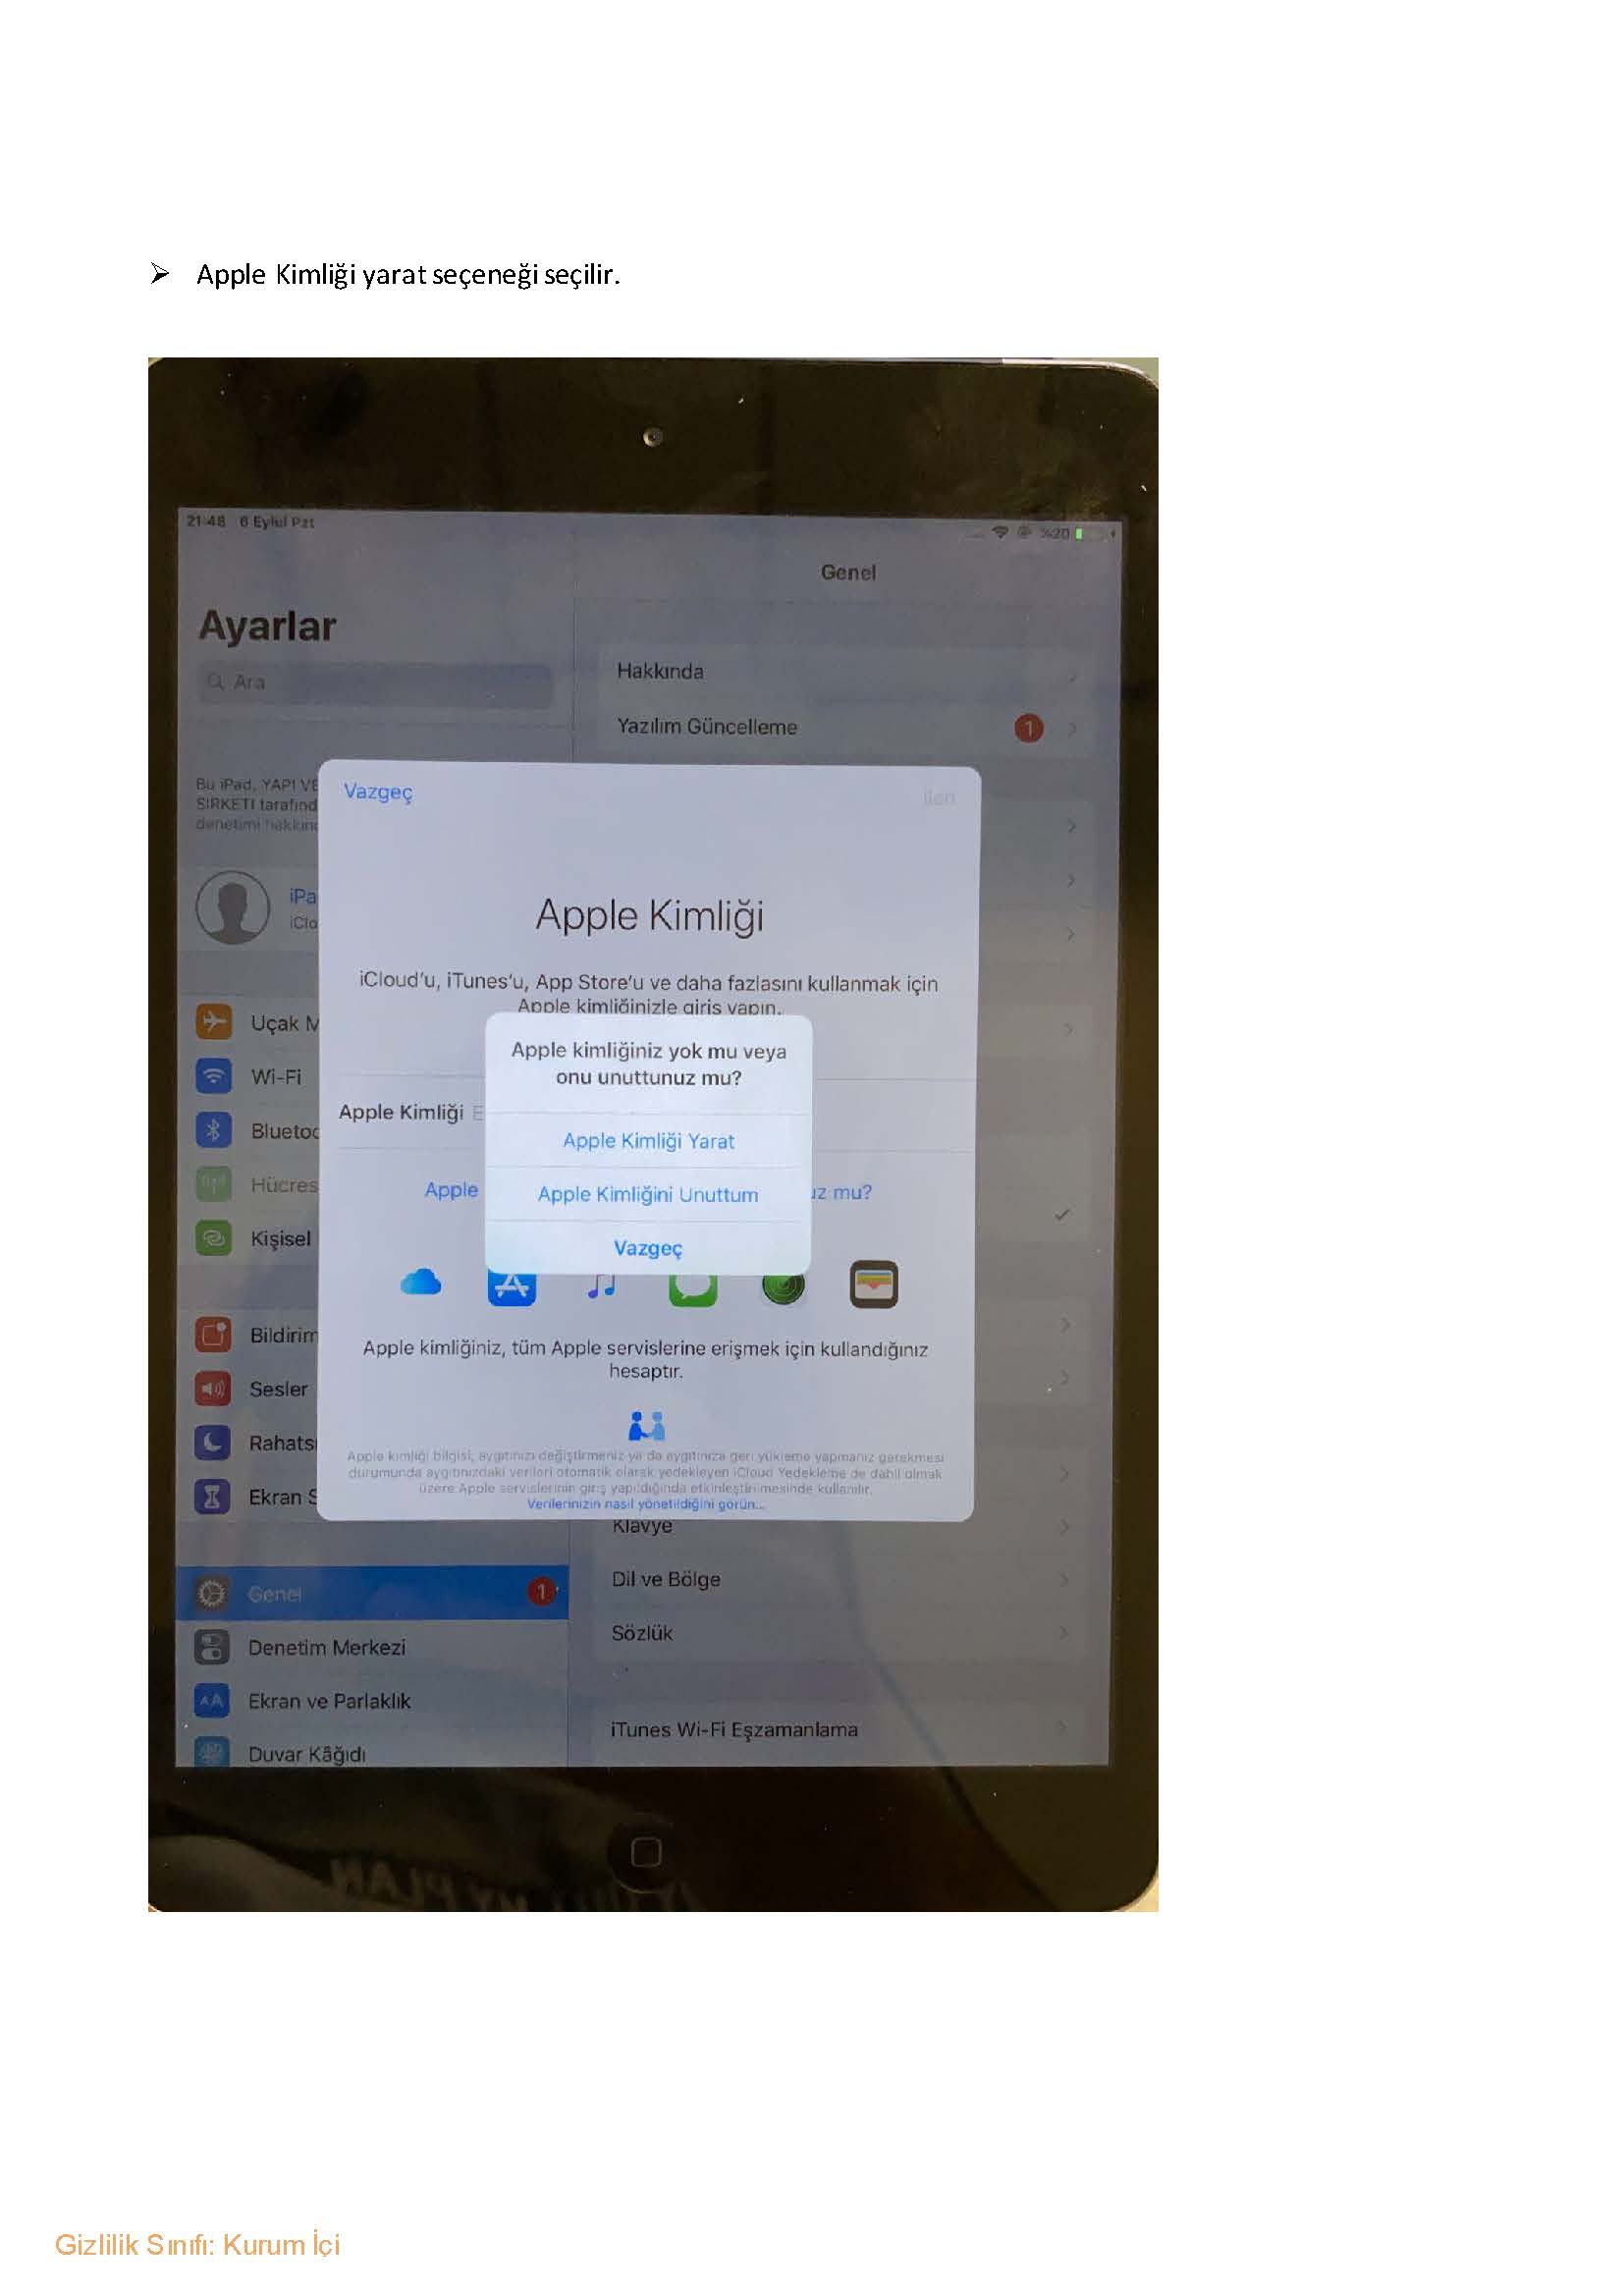 ➢ Apple Kimliği yarat seçeneği seçilir.
21:48 6 Eylül Pzt
%20
Genel
Ayarlar
Ara
Hakkında
Yazılım Güncelleme 1
Bu iPad, YAPI VE
ŞİRKETİ tarafınd
denetimi hakkınd
Vazgeç
İleri
iPa
iClo
Apple Kimliği
iCloud'u, iTunes'u, App Store'u ve daha fazlasını kullanmak için
Apple kimliğinizle giriş yapın.
Uçak M
Wi-Fi
Bluetoo
Hücres
Kişisel
Apple kimliğiniz yok mu veya
onu unuttunuz mu?
Apple Kimliği E
Apple Kimliği Yarat
Apple
Apple Kimliğini Unuttum
uz mu?
Vazgeç
Bildirim
Sesler
Rahats
Ekran S
Apple kimliğiniz, tüm Apple servislerine erişmek için kullandığınız
hesaptır.
Apple kimliği bilgisi, aygıtınızı değiştirmeniz ya da aygıtınıza geri yükleme yapmanız gerekmesi
durumunda aygıtınızdaki verileri otomatik olarak yedekleyen iCloud Yedekleme de dahil olmak
üzere Apple servislerinin giriş yapıldığında etkinleştirilmesinde kullanılır.
Verilerinizin nasıl yönetildiğini görün...
Klavye
Genel 1
Dil ve Bölge
Denetim Merkezi
Sözlük
Ekran ve Parlaklık
iTunes Wi-Fi Eşzamanlama
Duvar Kâğıdı
Gizlilik Sınıfı: Kurum İçi